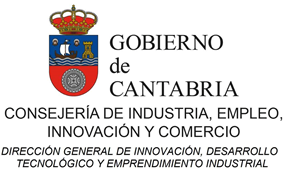 GOBIERNO
de
CANTABRIA
CONSEJERÍA DE INDUSTRIA, EMPLEO,
INNOVACIÓN Y COMERCIO
DIRECCIÓN GENERAL DE INNOVACIÓN, DESARROLLO
TECNOLÓGICO Y EMPRENDIMIENTO INDUSTRIAL